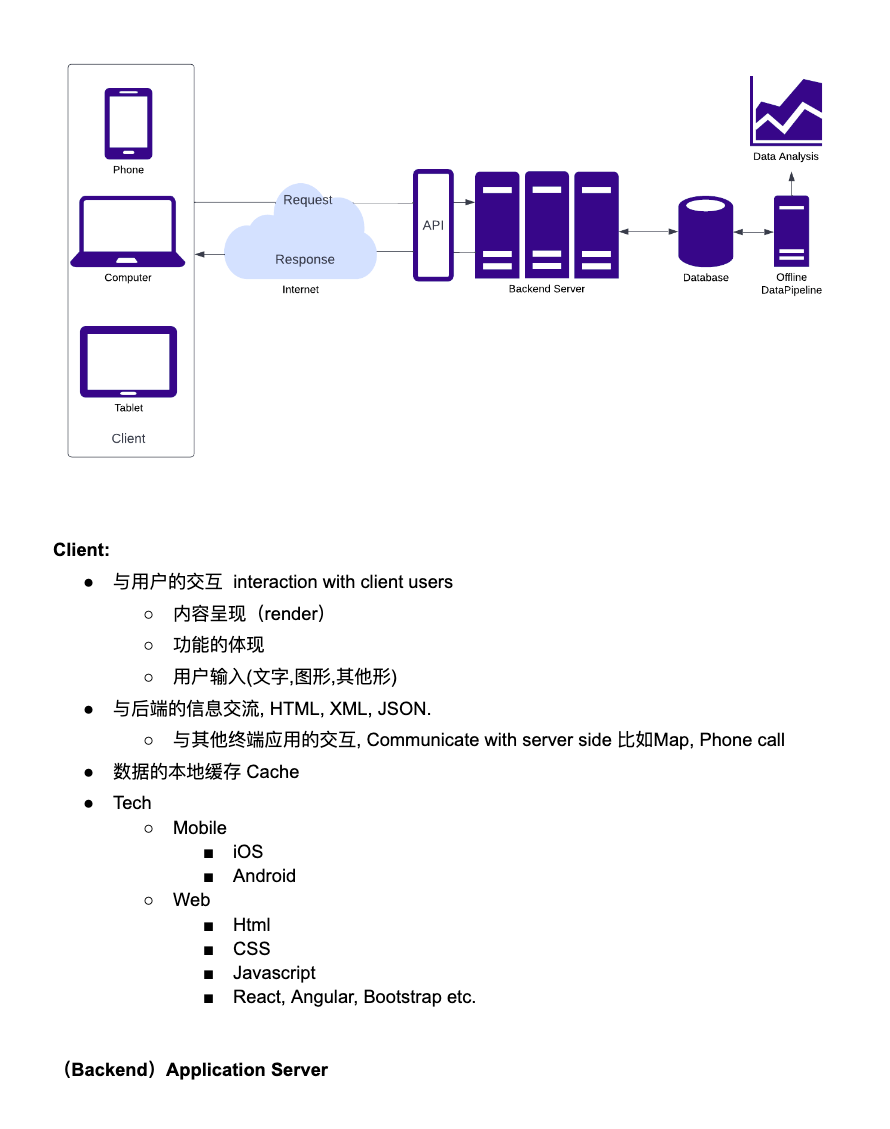 Phone
Computer
Tablet
Client
Request
Response
Internet
API
Backend Server
Database
Data Analysis
Offline
DataPipeline
Client:
● 与用户的交互 interaction with client users
○ 内容呈现（render）
○ 功能的体现
○ 用户输入(文字,图形,其他形)
● 与后端的信息交流, HTML, XML, JSON.
○ 与其他终端应用的交互, Communicate with server side 比如Map, Phone call
● 数据的本地缓存 Cache
● Tech
○ Mobile
■ iOS
■ Android
○ Web
■ Html
■ CSS
■ Javascript
■ React, Angular, Bootstrap etc.
（Backend）Application Server